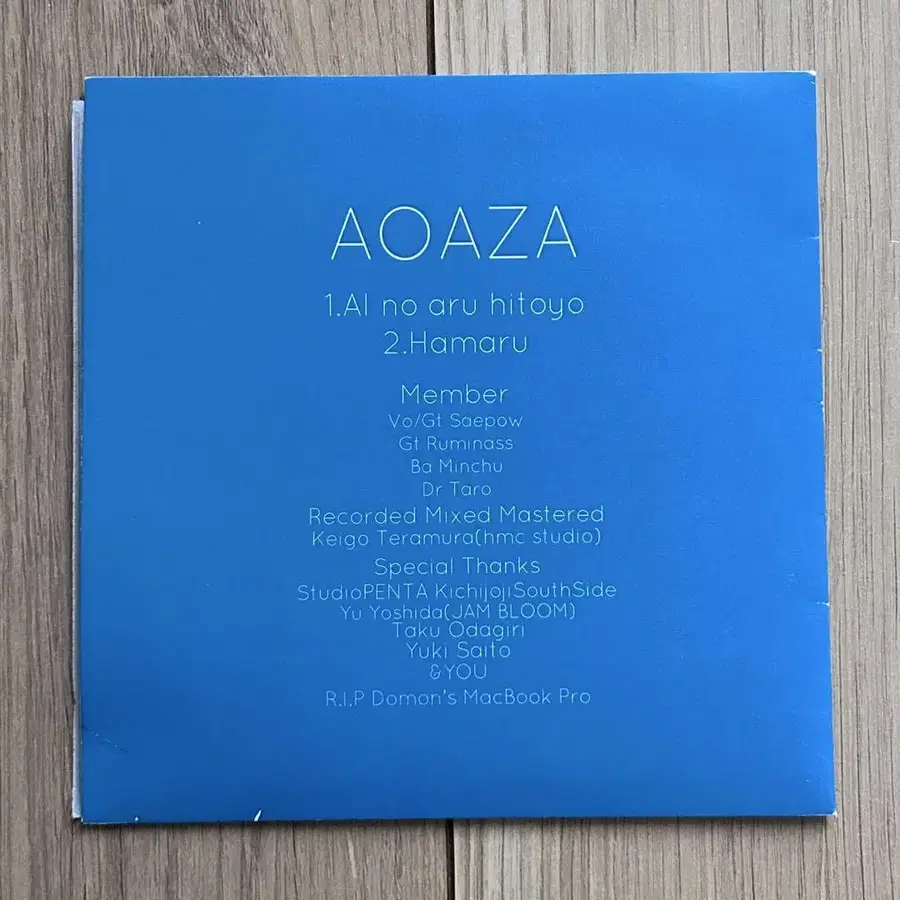 AOAZA
1.AI no aru hitoyo
2.Hamaru
Member
Vo/Gt Saepow
Gt Ruminass
Ba Minchu
Dr Taro
Recorded Mixed Mastered
Keigo Teramura(hmc studio)
Special Thanks
StudioPENTA KichijojiSouthSide
Yu Yoshida(JAM BLOOM)
Taku Odagiri
Yuki Saito
&YOU
R.I.P Domon's MacBook Pro